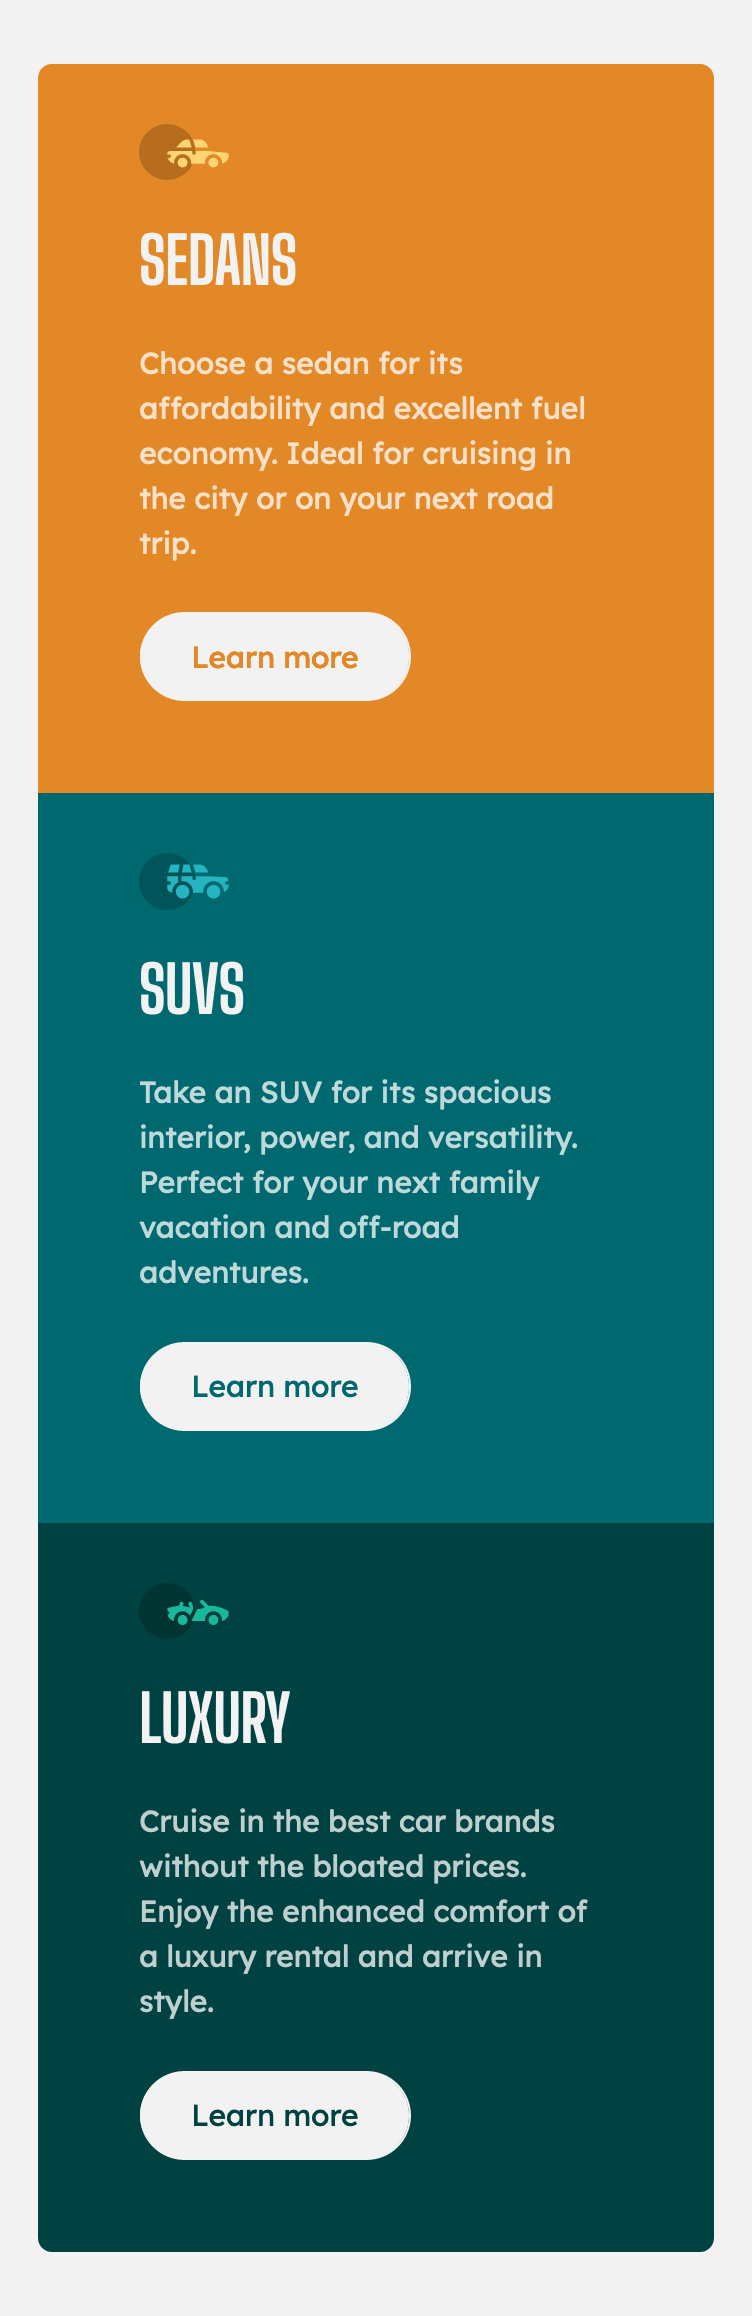 SEDANS
Choose a sedan for its
affordability and excellent fuel
economy. Ideal for cruising in
the city or on your next road
trip.
Learn more
SUVS
Take an SUV for its spacious
interior, power, and versatility.
Perfect for your next family
vacation and off-road
adventures.
Learn more
LUXURY
Cruise in the best car brands
without the bloated prices.
Enjoy the enhanced comfort of
a luxury rental and arrive in
style.
Learn more